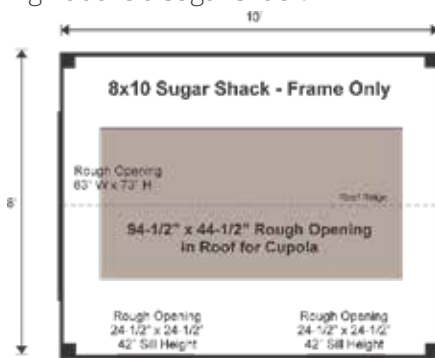 10'
8x10 Sugar Shack - Frame Only
Rough Opening
63" W x 73" H
Roof Ridge
8'
94-1/2" x 44-1/2" Rough Opening
in Roof for Cupola
Rough Opening
24-1/2" x 24-1/2"
42" Sill Height
Rough Opening
24-1/2" x 24-1/2"
42" Sill Height